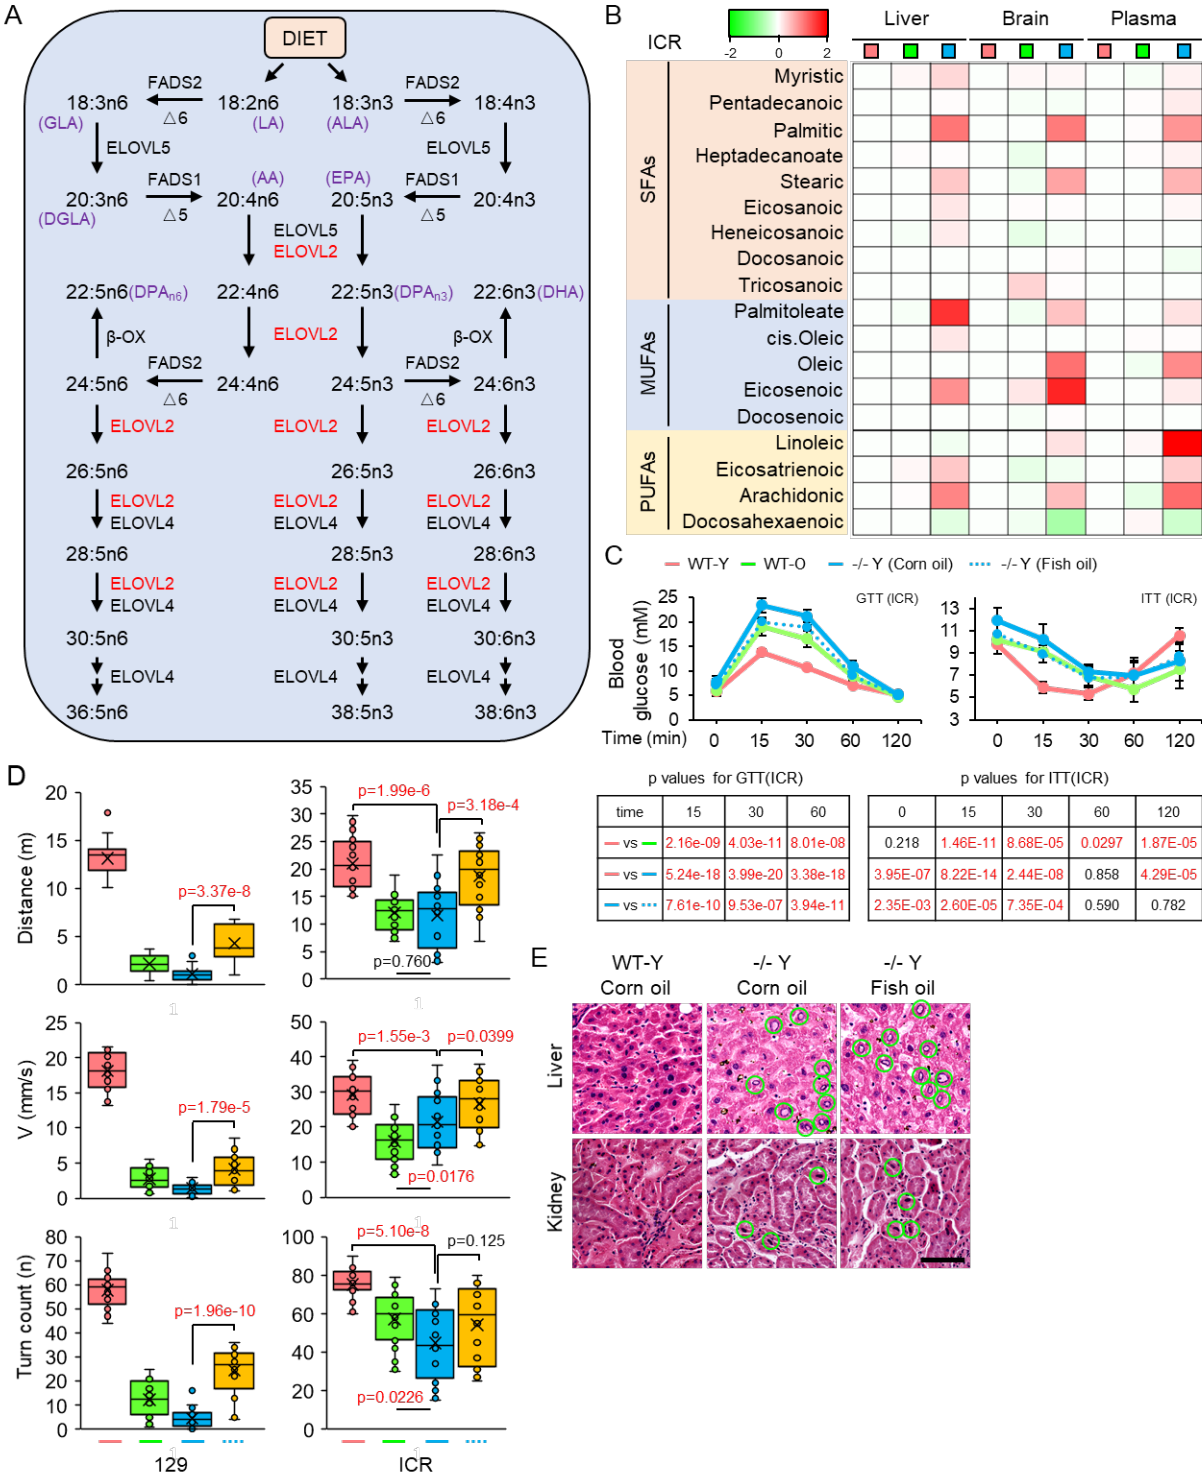 A
DIET
18:3n6 FADS2 18:2n6 18:3n3 FADS2 18:4n3
(GLA) △6 (LA) (ALA) △6
ELOVL5 ELOVL5
20:3n6 FADS1 (AA) (EPA) FADS1 20:4n3
(DGLA) △5 20:4n6 20:5n3 △5
ELOVL5
ELOVL2
22:5n6(DPAn6) 22:4n6 22:5n3(DPAn3) 22:6n3(DHA)
β-OX ELOVL2 β-OX
24:5n6 FADS2 24:4n6 24:5n3 FADS2 24:6n3
△6 △6
ELOVL2 ELOVL2 ELOVL2
26:5n6 26:5n3 26:6n3
ELOVL2 ELOVL2 ELOVL2
ELOVL4 ELOVL4 ELOVL4
28:5n6 28:5n3 28:6n3
ELOVL2 ELOVL2 ELOVL2
ELOVL4 ELOVL4 ELOVL4
30:5n6 30:5n3 30:6n3
ELOVL4 ELOVL4 ELOVL4
36:5n6 38:5n3 38:6n3
B
ICR
-2 0 2
Liver Brain Plasma
SFAs
Myristic
Pentadecanoic
Palmitic
Heptadecanoate
Stearic
Eicosanoic
Heneicosanoic
Docosanoic
Tricosanoic
MUFAs
Palmitoleate
cis.Oleic
Oleic
Eicosenoic
Docosenoic
PUFAs
Linoleic
Eicosatrienoic
Arachidonic
Docosahexaenoic
C
WT-Y WT-O -/- Y (Corn oil) -/- Y (Fish oil)
GTT (ICR)
Blood glucose (mM)
25
20
15
10
5
0
Time (min) 0 15 30 60 120
ITT (ICR)
13
11
9
7
5
3
0 15 30 60 120
p values for GTT(ICR)
time 15 30 60
vs 2.16e-09 4.03e-11 8.01e-08
vs 5.24e-18 3.99e-20 3.38e-18
vs 7.61e-10 9.53e-07 3.94e-11
p values for ITT(ICR)
0 15 30 60 120
0.218 1.46E-11 8.68E-05 0.0297 1.87E-05
3.95E-07 8.22E-14 2.44E-08 0.858 4.29E-05
2.35E-03 2.60E-05 7.35E-04 0.590 0.782
D
Distance (m)
20
15
10
5
0
p=3.37e-8
1
35
30
25
20
15
10
5
0
p=1.99e-6
p=3.18e-4
p=0.760
1
V (mm/s)
25
20
15
10
5
0
p=1.79e-5
1
50
40
30
20
10
0
p=1.55e-3
p=0.0399
p=0.0176
1
Turn count (n)
80
70
60
50
40
30
20
10
0
p=1.96e-10
1
129
100
80
60
40
20
0
p=5.10e-8
p=0.125
p=0.0226
1
ICR
E
WT-Y -/- Y -/- Y
Corn oil Corn oil Fish oil
Liver
Kidney